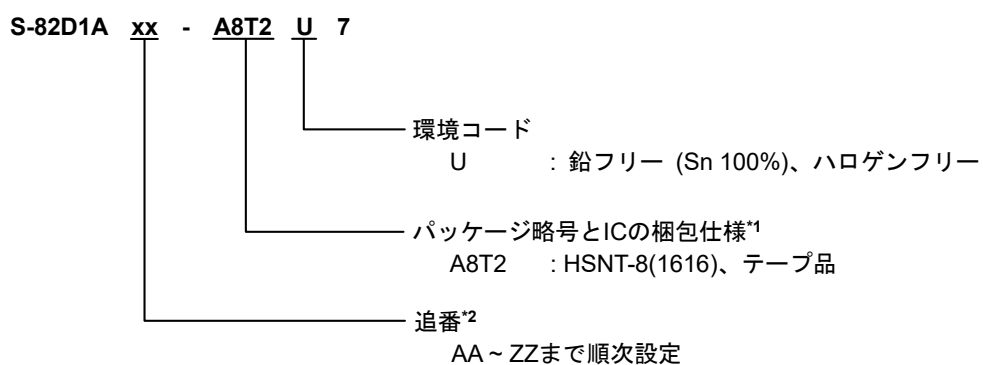 S-82D1A xx - A8T2 U 7
環境コード
U : 鉛フリー (Sn 100%)、ハロゲンフリー
パッケージ略号とICの梱包仕様*1
A8T2 : HSNT-8(1616)、テープ品
追番*2
AA ~ ZZまで順次設定